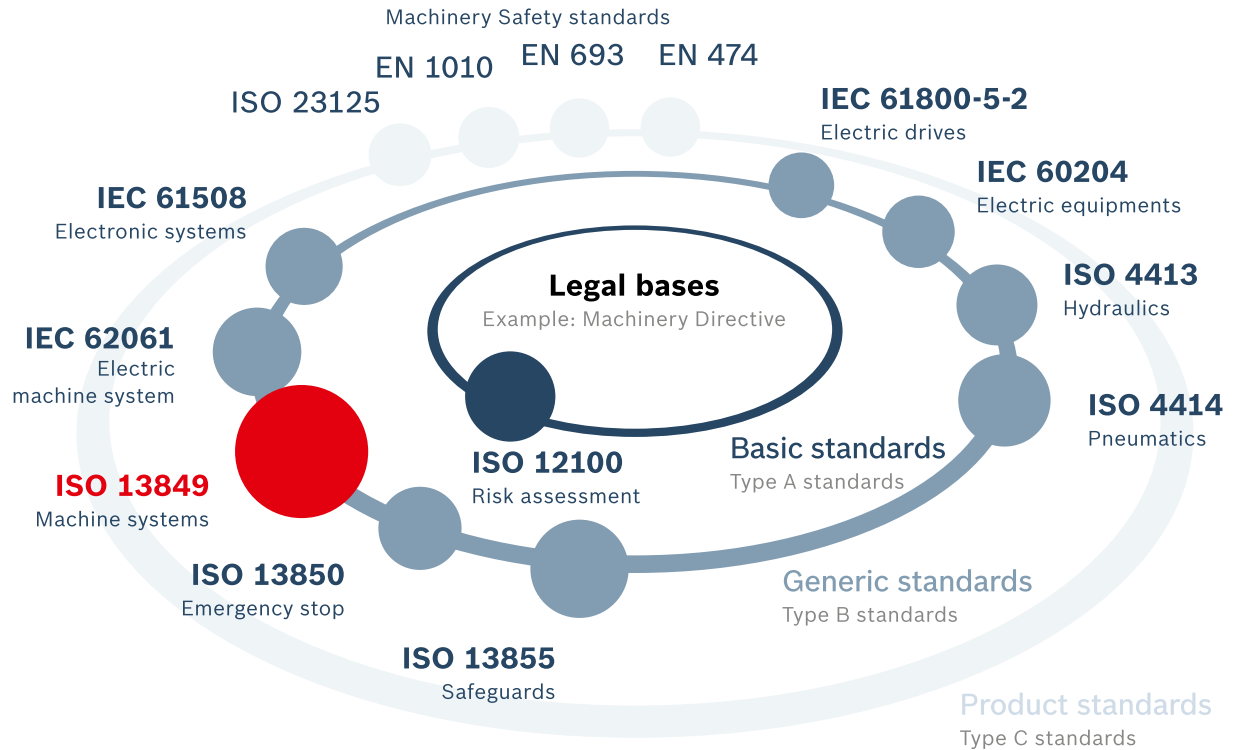 Machinery Safety standards
EN 693
EN 474
EN 1010
ISO 23125
IEC 61800-5-2
Electric drives
IEC 60204
Electric equipments
IEC 61508
Electronic systems
ISO 4413
Hydraulics
Legal bases
Example: Machinery Directive
IEC 62061
Electric
machine system
ISO 4414
Pneumatics
Basic standards
Type A standards
ISO 12100
Risk assessment
ISO 13849
Machine systems
ISO 13850
Emergency stop
Generic standards
Type B standards
ISO 13855
Safeguards
Product standards
Type C standards